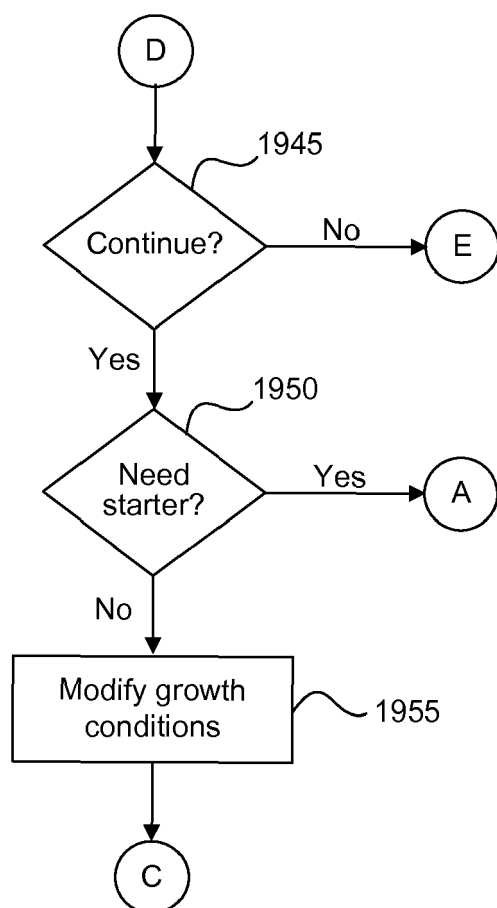 D
1945
Continue?
No
E
Yes
1950
Need
starter?
Yes
A
No
Modify growth
conditions
1955
C